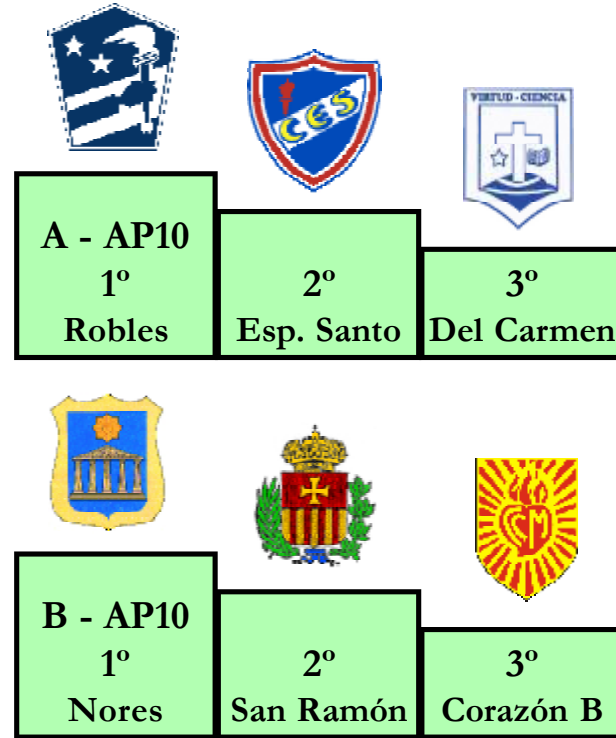 CES
VIRTUD - CIENCIA
A - AP10
1º
Robles
2º
Esp. Santo
3º
Del Carmen
CM
B - AP10
1º
Nores
2º
San Ramón
3º
Corazón B